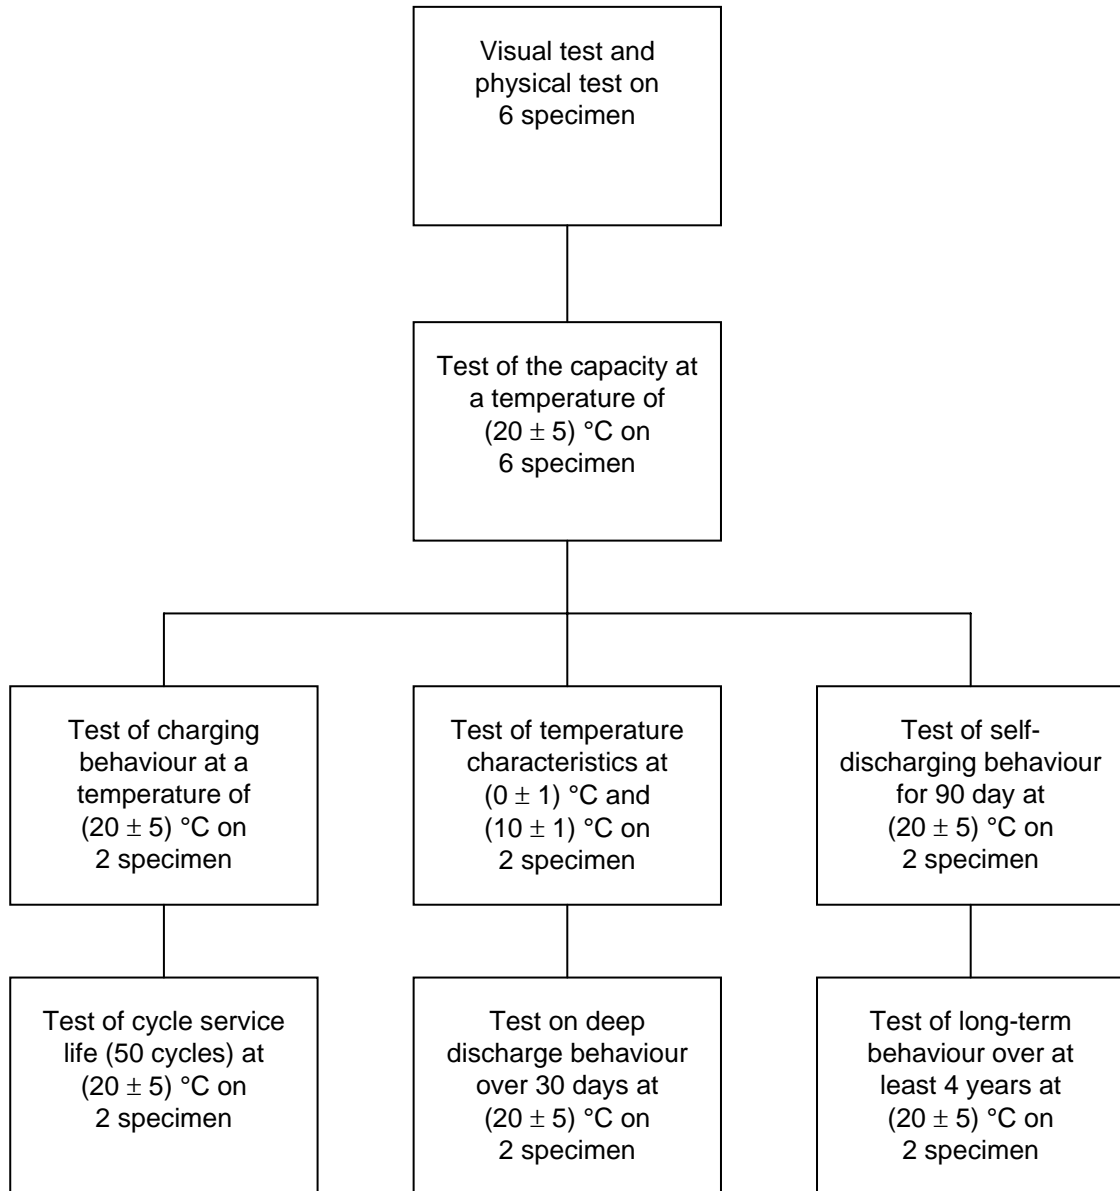 Visual test and
physical test on
6 specimen
Test of the capacity at
a temperature of
(20 ± 5) °C on
6 specimen
Test of charging
behaviour at a
temperature of
(20 ± 5) °C on
2 specimen
Test of temperature
characteristics at
(0 ± 1) °C and
(10 ± 1) °C on
2 specimen
Test of self-
discharging behaviour
for 90 day at
(20 ± 5) °C on
2 specimen
Test of cycle service
life (50 cycles) at
(20 ± 5) °C on
2 specimen
Test on deep
discharge behaviour
over 30 days at
(20 ± 5) °C on
2 specimen
Test of long-term
behaviour over at
least 4 years at
(20 ± 5) °C on
2 specimen